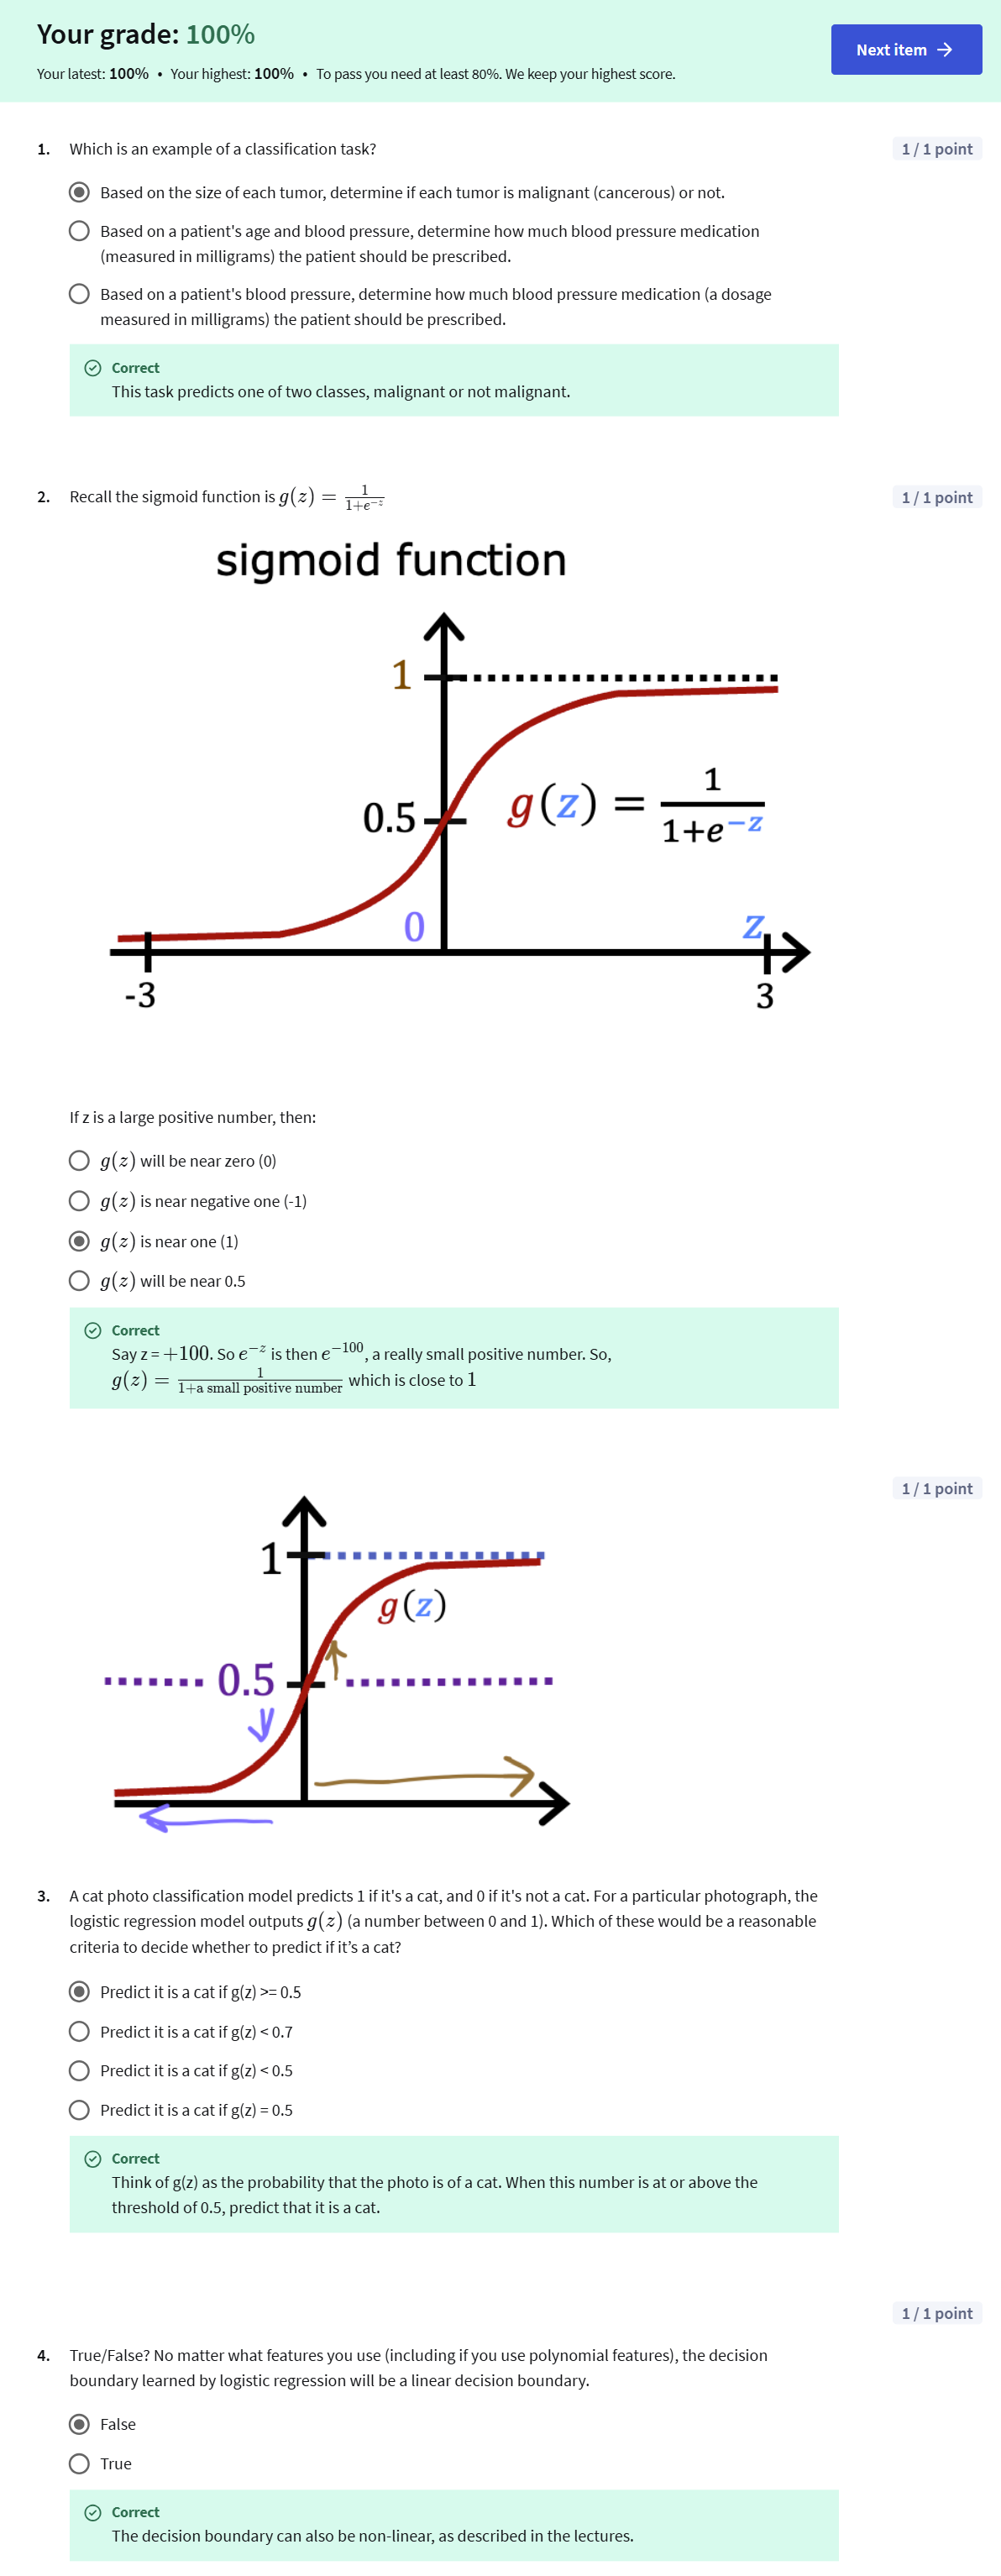 Your grade: 100%
Next item →
Your latest: 100% • Your highest: 100% • To pass you need at least 80%. We keep your highest score.
1. Which is an example of a classification task?
1 / 1 point
Based on the size of each tumor, determine if each tumor is malignant (cancerous) or not.
Based on a patient's age and blood pressure, determine how much blood pressure medication
(measured in milligrams) the patient should be prescribed.
Based on a patient's blood pressure, determine how much blood pressure medication (a dosage
measured in milligrams) the patient should be prescribed.
Correct
This task predicts one of two classes, malignant or not malignant.
2. Recall the sigmoid function is g(z) = 1/(1+e^{-z})
1 / 1 point
sigmoid function
1
0.5
g(z) = 1/(1+e^{-z})
0
z
-3
3
If z is a large positive number, then:
g(z) will be near zero (0)
g(z) is near negative one (-1)
g(z) is near one (1)
g(z) will be near 0.5
Correct
Say z = +100. So e^{-z} is then e^{-100}, a really small positive number. So,
g(z) = 1/(1+a small positive number) which is close to 1
1 / 1 point
1
g(z)
0.5
3. A cat photo classification model predicts 1 if it's a cat, and 0 if it's not a cat. For a particular photograph, the
logistic regression model outputs g(z) (a number between 0 and 1). Which of these would be a reasonable
criteria to decide whether to predict if it’s a cat?
Predict it is a cat if g(z) >= 0.5
Predict it is a cat if g(z) < 0.7
Predict it is a cat if g(z) < 0.5
Predict it is a cat if g(z) = 0.5
Correct
Think of g(z) as the probability that the photo is of a cat. When this number is at or above the
threshold of 0.5, predict that it is a cat.
1 / 1 point
4. True/False? No matter what features you use (including if you use polynomial features), the decision
boundary learned by logistic regression will be a linear decision boundary.
False
True
Correct
The decision boundary can also be non-linear, as described in the lectures.